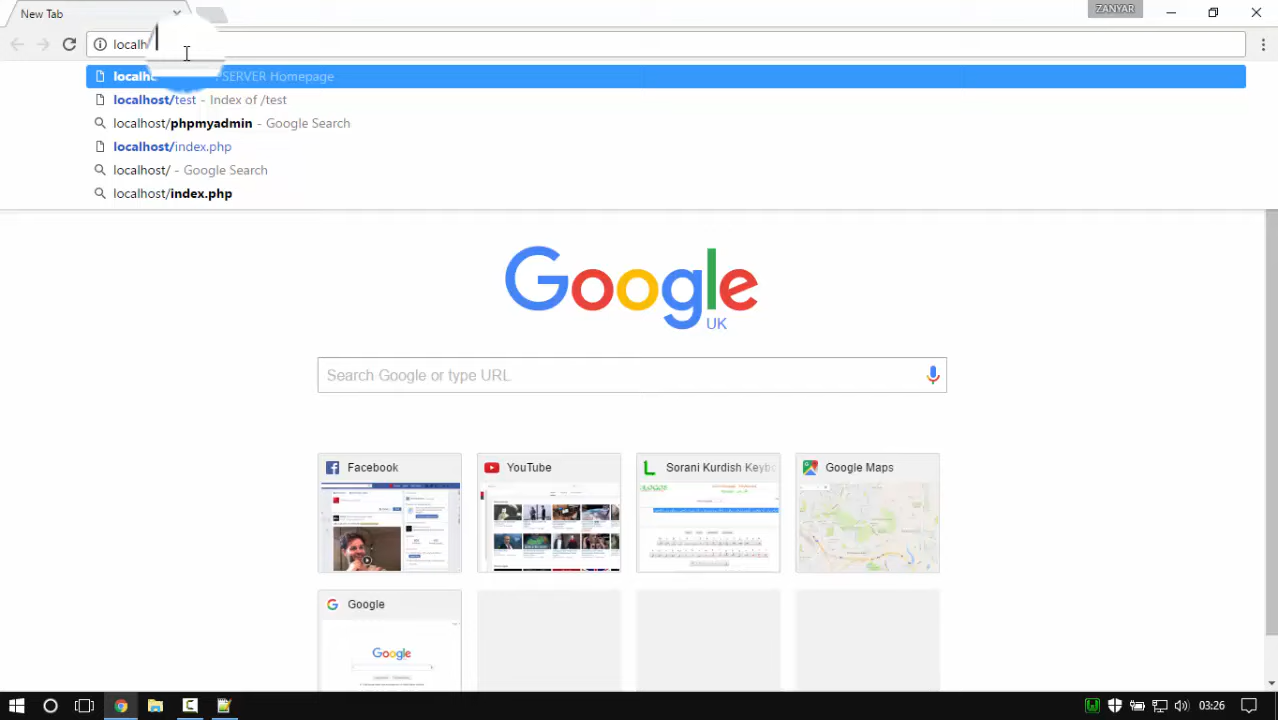 New Tab
ZANYAR
localh /
localho SERVER Homepage
localhost/test - Index of /test
localhost/phpmyadmin - Google Search
localhost/index.php
localhost/ - Google Search
localhost/index.php
Google
UK
Search Google or type URL
Facebook
YouTube
Sorani Kurdish Keybo
Google Maps
Google
Google
03:26